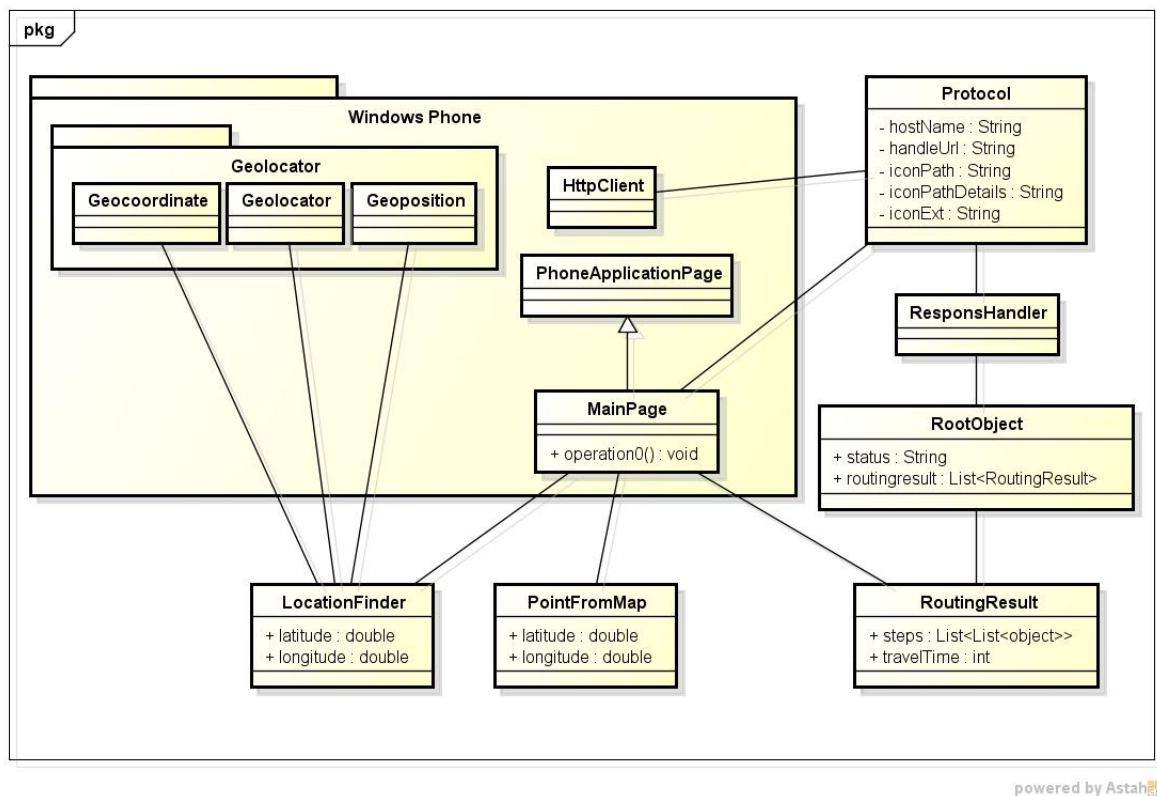 pkg
Windows Phone
Geolocator
Geocoordinate
Geolocator
Geoposition
HttpClient
PhoneApplicationPage
MainPage
+ operation0() : void
Protocol
- hostName : String
- handleUrl : String
- iconPath : String
- iconPathDetails : String
- iconExt : String
ResponsHandler
RootObject
+ status : String
+ routingresult : List<RoutingResult>
LocationFinder
+ latitude : double
+ longitude : double
PointFromMap
+ latitude : double
+ longitude : double
RoutingResult
+ steps : List<List<object>>
+ travelTime : int
powered by Astah